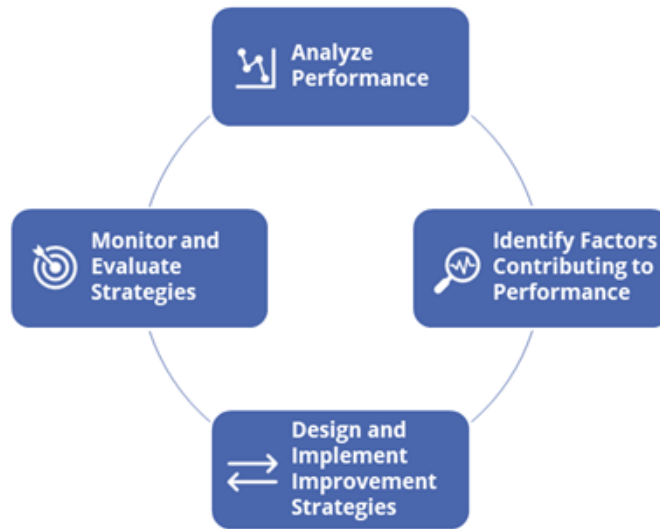 Analyze
Performance
Identify Factors
Contributing to
Performance
Design and
Implement
Improvement
Strategies
Monitor and
Evaluate
Strategies